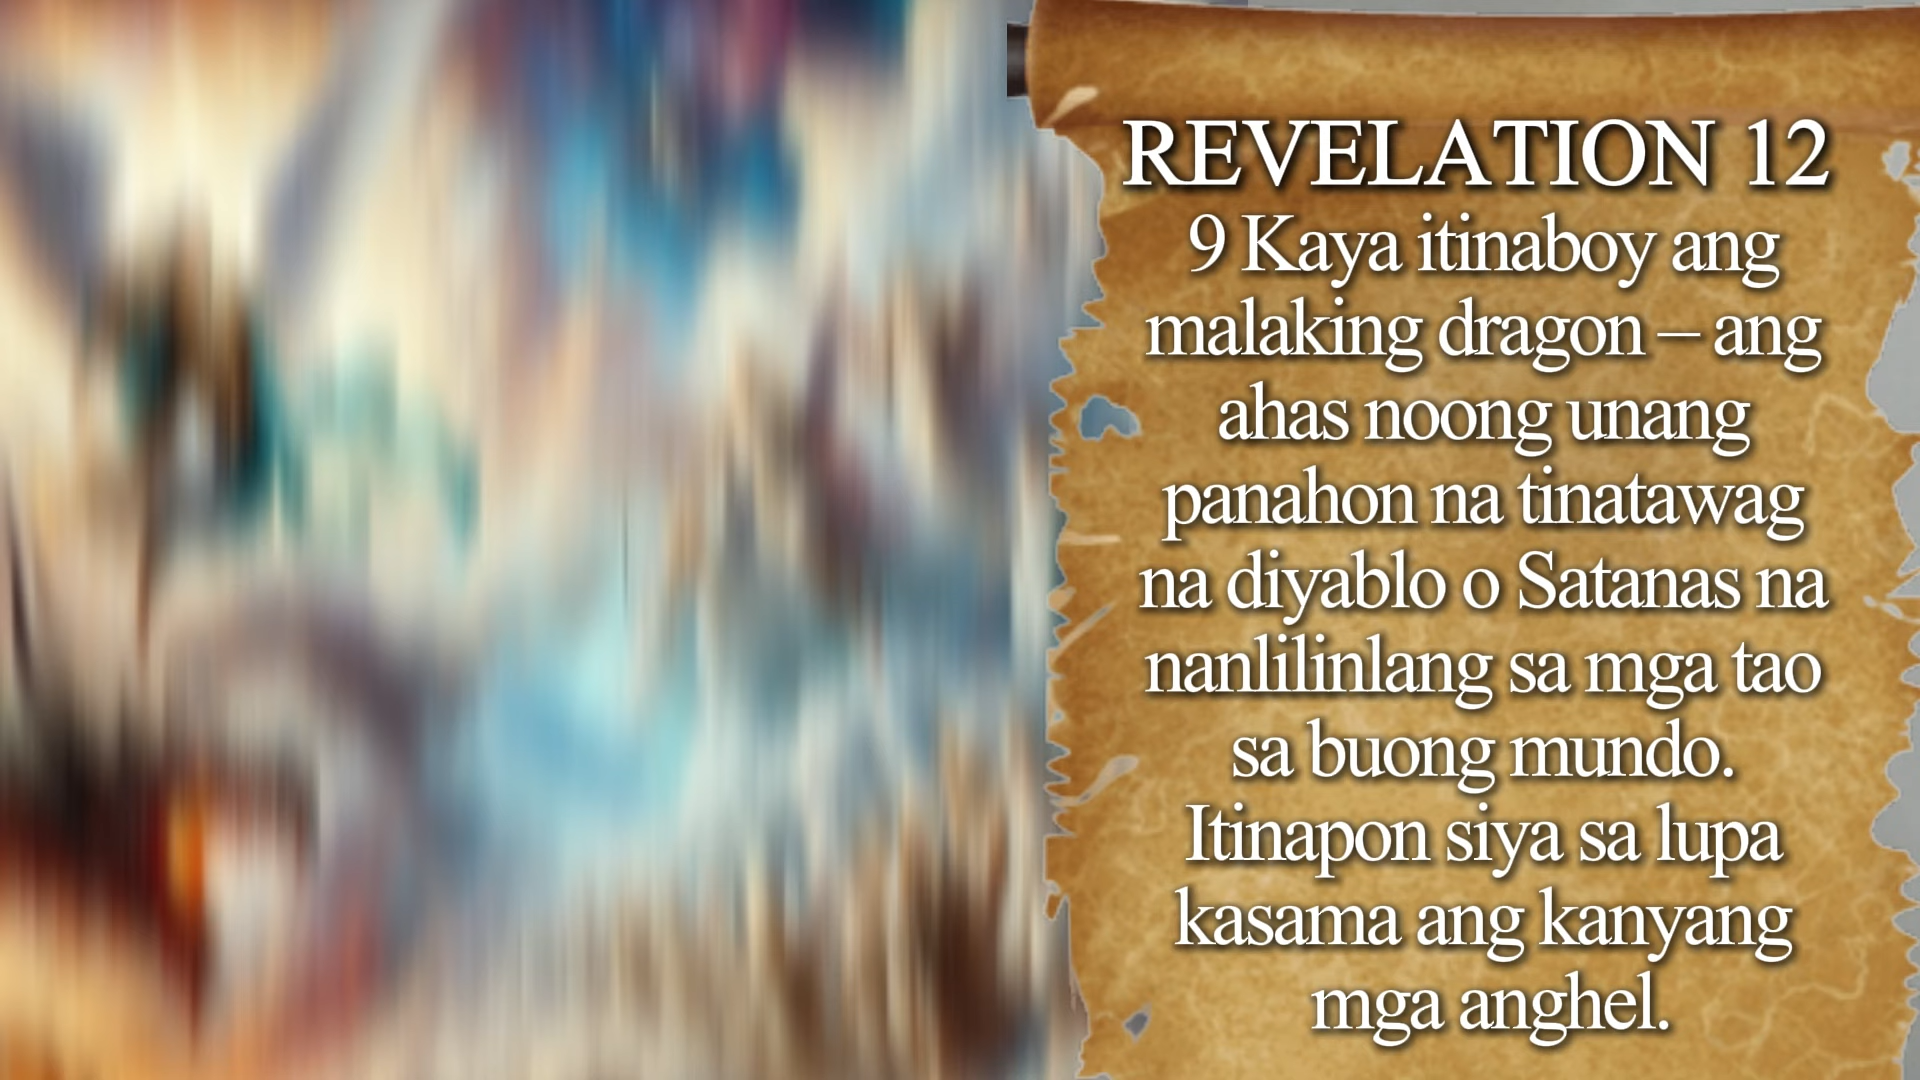 REVELATION 12
9 Kaya itinaboy ang
malaking dragon – ang
ahas noong unang
panahon na tinatawag
na diyablo o Satanas na
nanlilinlang sa mga tao
sa buong mundo.
Itinapon siya sa lupa
kasama ang kanyang
mga anghel.